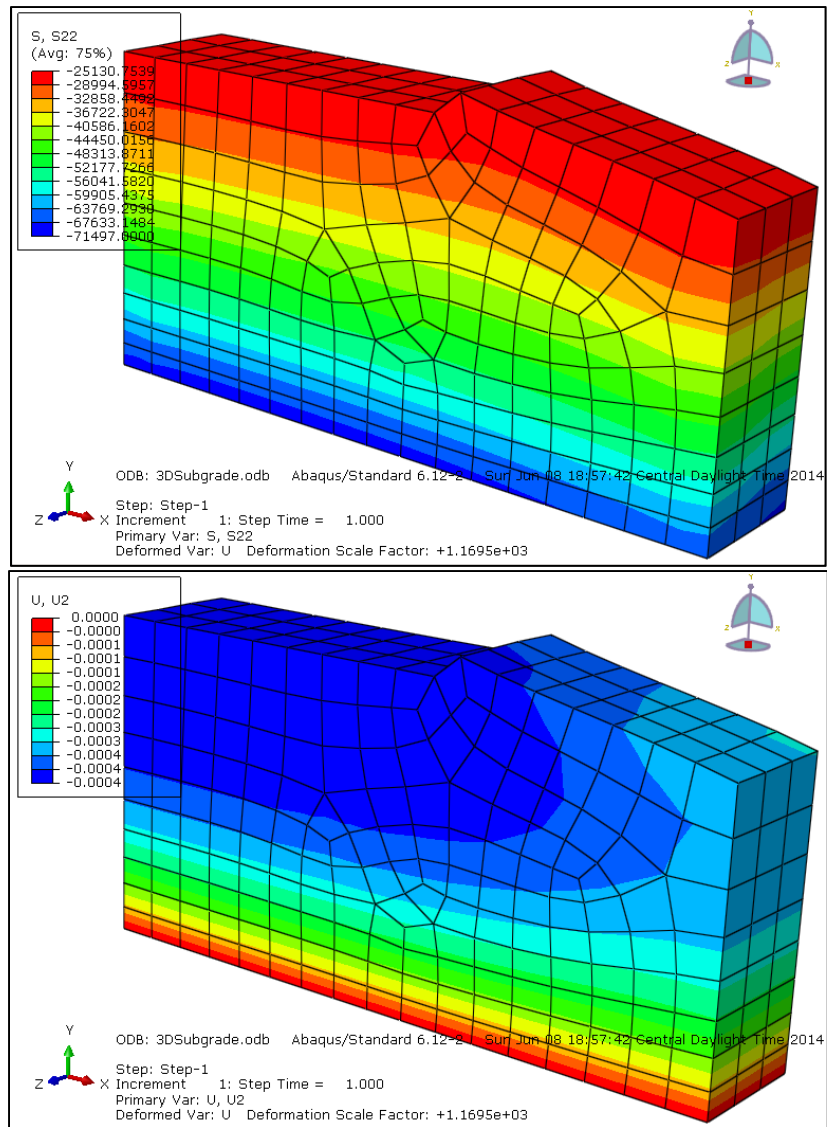 S, S22
(Avg: 75%)
-25130.7539
-28994.5957
-32858.4492
-36722.3047
-40586.1602
-44450.0156
-48313.8711
-52177.7266
-56041.5820
-59905.4375
-63769.2930
-67633.1484
-71497.0000
Y
Z
X
Y
Z
X
ODB: 3DSubgrade.odb Abaqus/Standard 6.12-2 Sun Jun 08 18:57:42 Central Daylight Time 2014
Step: Step-1
Increment 1: Step Time = 1.000
Primary Var: S, S22
Deformed Var: U Deformation Scale Factor: +1.1695e+03
U, U2
0.0000
-0.0000
-0.0001
-0.0001
-0.0002
-0.0002
-0.0003
-0.0003
-0.0004
-0.0004
Y
Z
X
Y
Z
X
ODB: 3DSubgrade.odb Abaqus/Standard 6.12-2 Sun Jun 08 18:57:42 Central Daylight Time 2014
Step: Step-1
Increment 1: Step Time = 1.000
Primary Var: U, U2
Deformed Var: U Deformation Scale Factor: +1.1695e+03